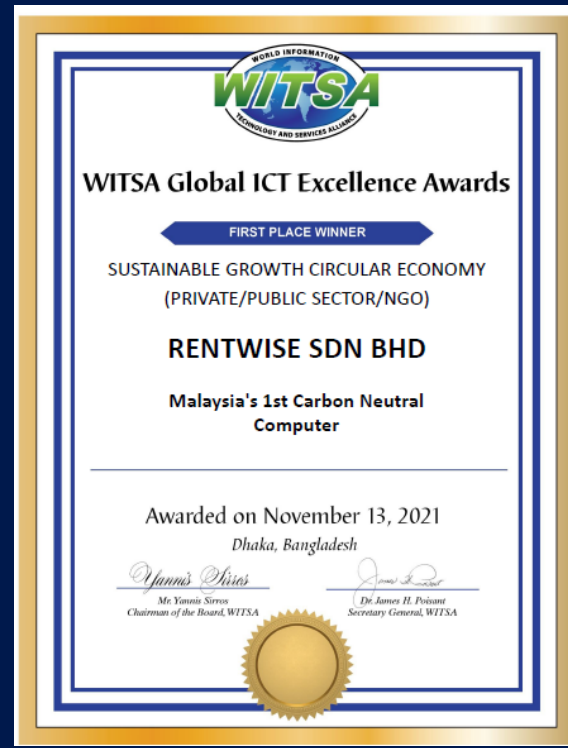 WORLD INFORMATION
WITSA
TECHNOLOGY AND SERVICES ALLIANCE
WITSA Global ICT Excellence Awards
FIRST PLACE WINNER
SUSTAINABLE GROWTH CIRCULAR ECONOMY
(PRIVATE/PUBLIC SECTOR/NGO)
RENTWISE SDN BHD
Malaysia's 1st Carbon Neutral
Computer
Awarded on November 13, 2021
Dhaka, Bangladesh
Yannis Sirros
Mr. Yannis Sirros
Chairman of the Board, WITSA
Dr. James H. Poisant
Secretary General, WITSA